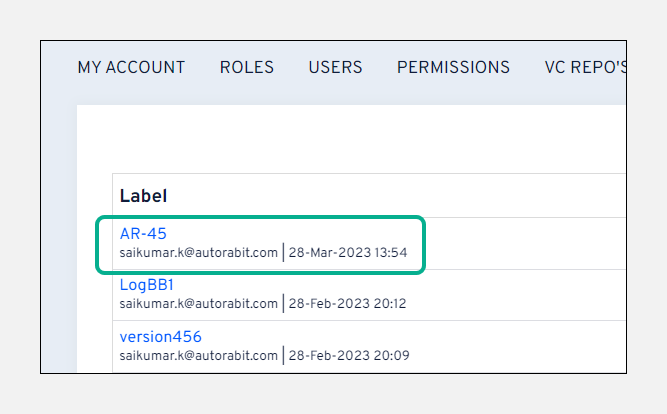 MY ACCOUNT ROLES USERS PERMISSIONS VC REPO'S
Label
AR-45
saikumar.k@autorabit.com | 28-Mar-2023 13:54
LogBB1
saikumar.k@autorabit.com | 28-Feb-2023 20:12
version456
saikumar.k@autorabit.com | 28-Feb-2023 20:09